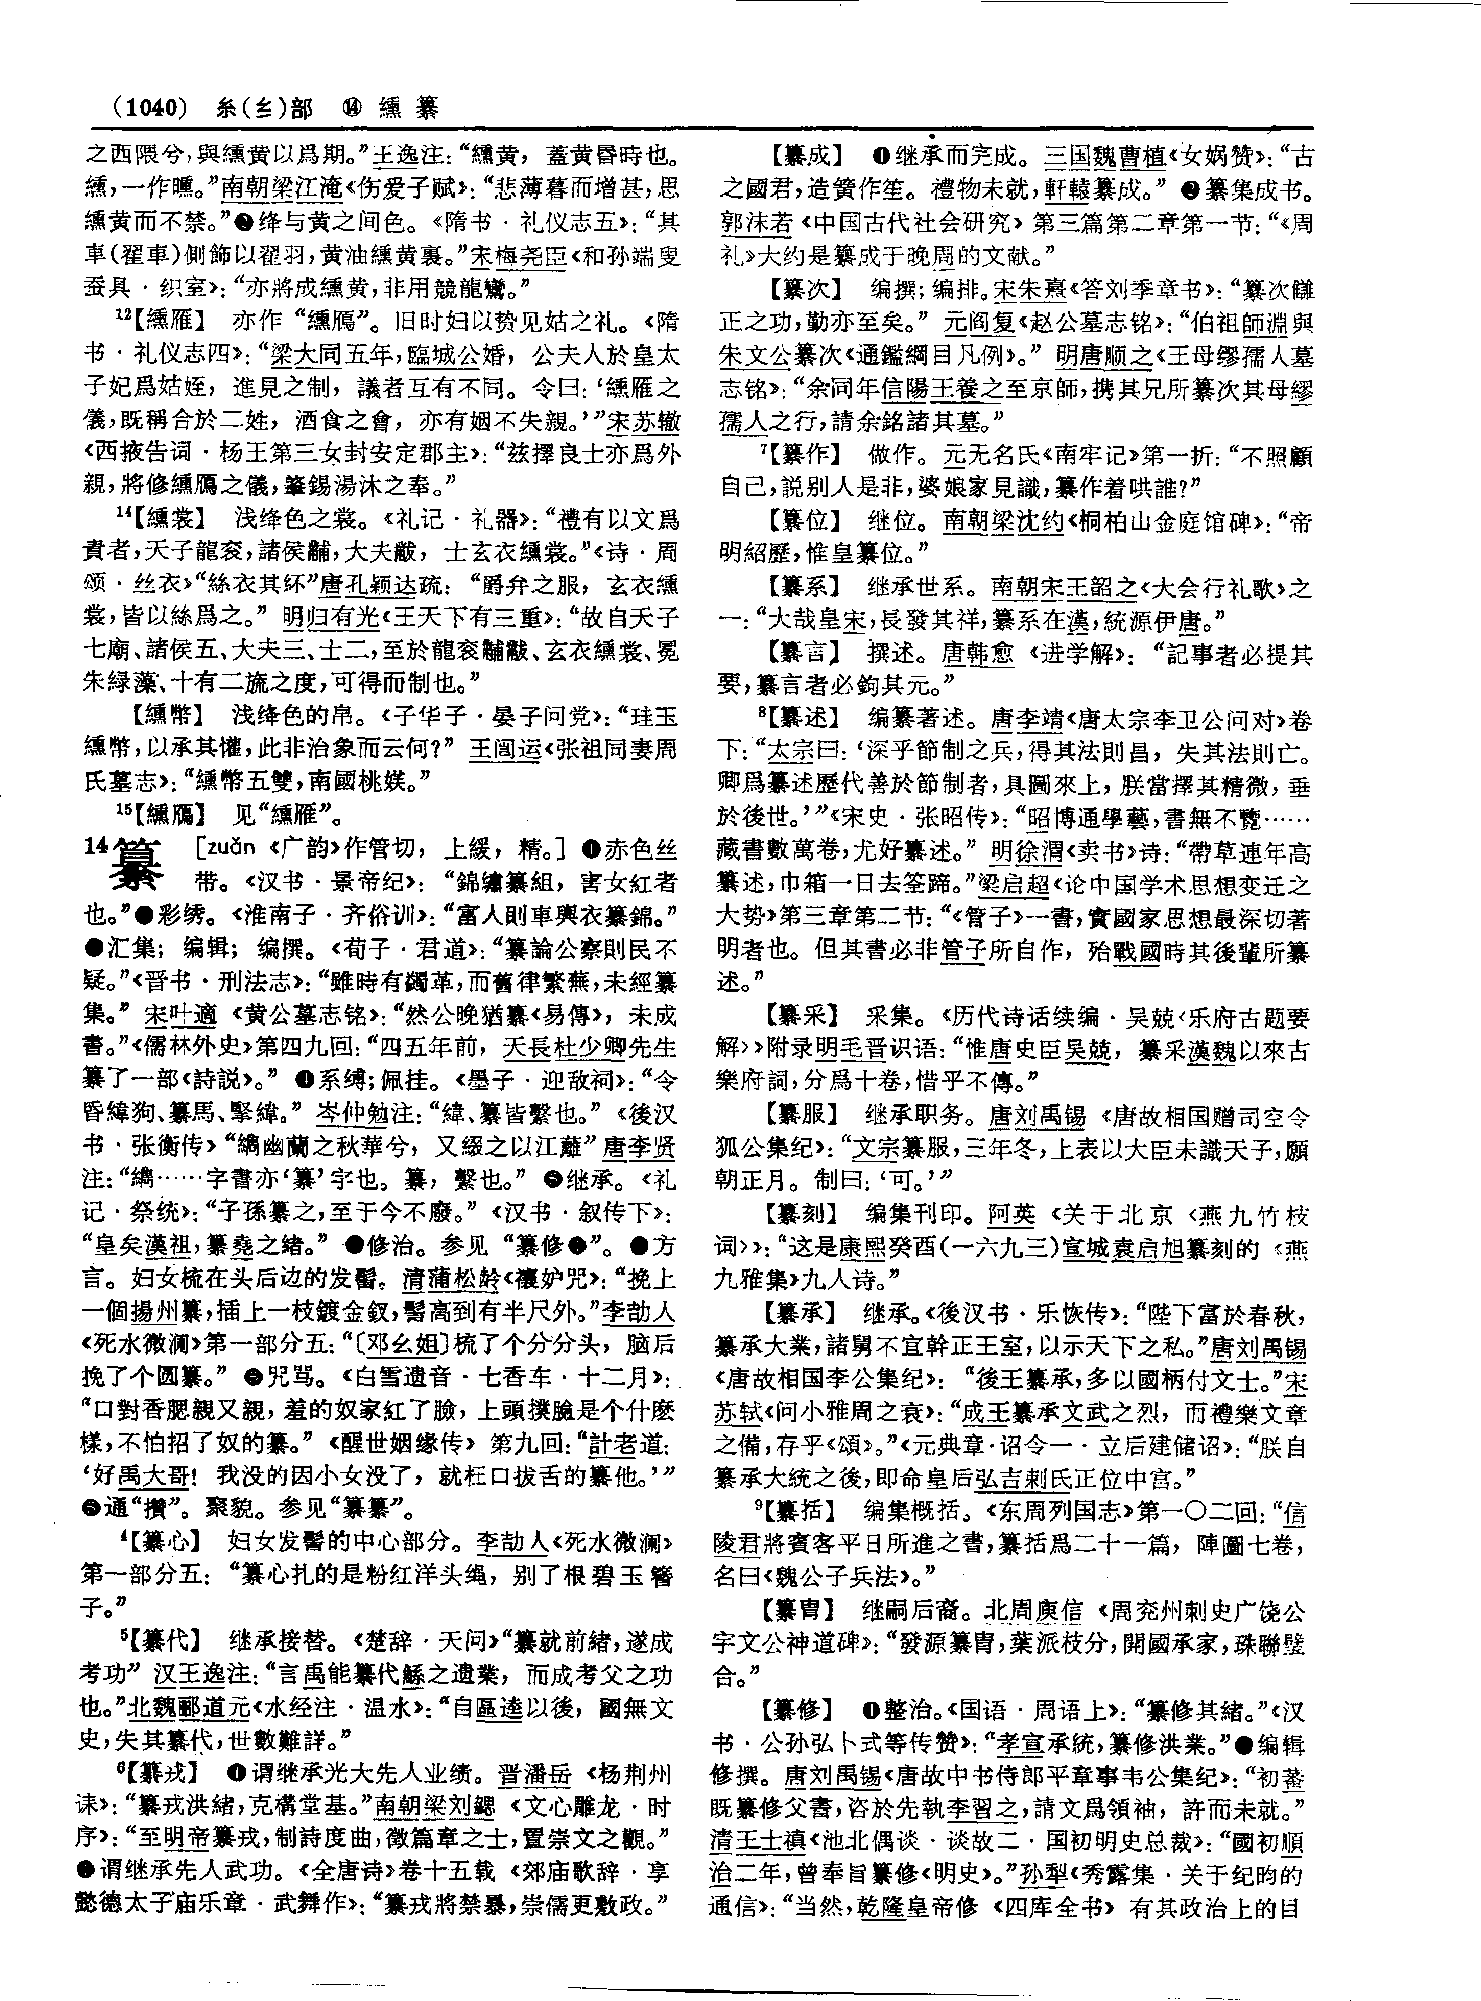 (1040) 糸(纟)部 ⑭ 纁 纂
之西隈兮，與纁黄以爲期。”王逸注：“纁黄，蓋黄昏時也。
纁，一作曛。”南朝梁江淹《伤爱子赋》：“悲薄暮而增甚，思
纁黄而不禁。”❷绛与黄之间色。《隋书·礼仪志五》：“其
車(翟車)側飾以翟羽，黄油纁黄裏。”宋梅尧臣《和孙端叟
蚕具·织室》：“亦將成纁黄，非用競龍鸞。”
12【纁雁】 亦作“纁鴈”。旧时妇以贽见姑之礼。《隋
书·礼仪志四》：“梁大同五年，臨城公婚，公夫人於皇太
子妃爲姑姪，進見之制，議者互有不同。令曰：‘纁雁之
儀，既稱合於二姓，酒食之會，亦有姻不失親。’”宋苏辙
《西掖告词·杨王第三女封安定郡主》：“兹擇良士亦爲外
親，將修纁鴈之儀，肇錫湯沐之奉。”
14【纁裳】 浅绛色之裳。《礼记·礼器》：“禮有以文爲
貴者，天子龍衮，諸侯黼，大夫黻，士玄衣纁裳。”《诗·周
颂·丝衣》“絲衣其紑”唐孔颖达疏：“爵弁之服，玄衣纁
裳，皆以絲爲之。”明归有光《王天下有三重》：“故自天子
七廟、諸侯五、大夫三、士二，至於龍衮黼黻、玄衣纁裳、冕
朱緑藻、十有二旒之度，可得而制也。”
【纁幣】 浅绛色的帛。《子华子·晏子问党》：“珪玉
纁幣，以承其懽，此非治象而云何？”王闿运《张祖同妻周
氏墓志》：“纁幣五雙，南國桃媄。”
15【纁鴈】 见“纁雁”。
14纂 [zuǎn《广韵》作管切，上緩，精。] ❶赤色丝
带。《汉书·景帝纪》：“錦繡纂組，害女紅者
也。”●彩绣。《淮南子·齐俗训》：“富人則車輿衣纂錦。”
●汇集；编辑；编撰。《荀子·君道》：“纂論公察則民不
疑。”《晋书·刑法志》：“雖時有蠲革，而舊律繁蕪，未經纂
集。”宋叶適《黄公墓志铭》：“然公晚猶纂《易傳》，未成
書。”《儒林外史》第四九回：“四五年前，天長杜少卿先生
纂了一部《詩説》。”❹系缚；佩挂。《墨子·迎敌祠》：“令
昏緯狗、纂馬、掔緯。”岑仲勉注：“緯、纂皆繫也。”《後汉
书·张衡传》“纗幽蘭之秋華兮，又綴之以江蘺”唐李贤
注：“纗……字書亦‘纂’字也。纂，繫也。”❺继承。《礼
记·祭统》：“子孫纂之，至于今不廢。”《汉书·叙传下》：
“皇矣漢祖，纂堯之緒。”●修治。参见“纂修●”。●方
言。妇女梳在头后边的发髻。清蒲松龄《禳妒咒》：“挽上
一個揚州纂，插上一枝鍍金釵，髻高到有半尺外。”李劼人
《死水微澜》第一部分五：“〔邓幺姐〕梳了个分分头，脑后
挽了个圆纂。”❽咒骂。《白雪遗音·七香车·十二月》：
“口對香腮親又親，羞的奴家紅了臉，上頭撲臉是个什麽
樣，不怕招了奴的纂。”《醒世姻缘传》第九回：“計老道：
‘好禹大哥！我没的因小女没了，就枉口拔舌的纂他。’”
❾通“攢”。聚貌。参见“纂纂”。
4【纂心】 妇女发髻的中心部分。李劼人《死水微澜》
第一部分五：“纂心扎的是粉红洋头绳，别了根碧玉簪
子。”
5【纂代】 继承接替。《楚辞·天问》“纂就前緒，遂成
考功”汉王逸注：“言禹能纂代鯀之遺業，而成考父之功
也。”北魏郦道元《水经注·温水》：“自區逵以後，國無文
史，失其纂代，世數難詳。”
6【纂戎】 ❶谓继承光大先人业绩。晋潘岳《杨荆州
诔》：“纂戎洪緒，克構堂基。”南朝梁刘勰《文心雕龙·时
序》：“至明帝纂戎，制詩度曲，徵篇章之士，置崇文之觀。”
●谓继承先人武功。《全唐诗》卷十五载《郊庙歌辞·享
懿德太子庙乐章·武舞作》：“纂戎將禁暴，崇儒更敷政。”
【纂成】 ❶继承而完成。三国魏曹植《女娲赞》：“古
之國君，造簧作笙。禮物未就，軒轅纂成。”❷纂集成书。
郭沫若《中国古代社会研究》第三篇第二章第一节：“《周
礼》大约是纂成于晚周的文献。”
【纂次】 编撰；编排。宋朱熹《答刘季章书》：“纂次讎
正之功，勤亦至矣。”元阎复《赵公墓志铭》：“伯祖師淵與
朱文公纂次《通鑑綱目凡例》。”明唐顺之《王母缪孺人墓
志铭》：“余同年信陽王養之至京師，携其兄所纂次其母繆
孺人之行，請余銘諸其墓。”
7【纂作】 做作。元无名氏《南牢记》第一折：“不照顧
自己，説别人是非，婆娘家見識，纂作着哄誰？”
【纂位】 继位。南朝梁沈约《桐柏山金庭馆碑》：“帝
明紹歷，惟皇纂位。”
【纂系】 继承世系。南朝宋王韶之《大会行礼歌》之
一：“大哉皇宋，長發其祥，纂系在漢，統源伊唐。”
【纂言】 撰述。唐韩愈《进学解》：“記事者必提其
要，纂言者必鉤其元。”
8【纂述】 编纂著述。唐李靖《唐太宗李卫公问对》卷
下：“太宗曰：‘深乎節制之兵，得其法則昌，失其法則亡。
卿爲纂述歷代善於節制者，具圖來上，朕當擇其精微，垂
於後世。’”《宋史·张昭传》：“昭博通學藝，書無不覽……
藏書數萬卷，尤好纂述。”明徐渭《卖书》诗：“帶草連年高
纂述，巾箱一日去筌蹄。”梁启超《论中国学术思想变迁之
大势》第三章第二节：“《管子》一書，實國家思想最深切著
明者也。但其書必非管子所自作，殆戰國時其後輩所纂
述。”
【纂采】 采集。《历代诗话续编·吴兢〈乐府古题要
解〉》附录明毛晋识语：“惟唐史臣吴兢，纂采漢魏以來古
樂府詞，分爲十卷，惜乎不傳。”
【纂服】 继承职务。唐刘禹锡《唐故相国赠司空令
狐公集纪》：“文宗纂服，三年冬，上表以大臣未識天子，願
朝正月。制曰：‘可。’”
【纂刻】 编集刊印。阿英《关于北京〈燕九竹枝
词〉》：“这是康熙癸酉(一六九三)宣城袁启旭纂刻的《燕
九雅集》九人诗。”
【纂承】 继承。《後汉书·乐恢传》：“陛下富於春秋，
纂承大業，諸舅不宜幹正王室，以示天下之私。”唐刘禹锡
《唐故相国李公集纪》：“後王纂承，多以國柄付文士。”宋
苏轼《问小雅周之衰》：“成王纂承文武之烈，而禮樂文章
之備，存乎《頌》。”《元典章·诏令一·立后建储诏》：“朕自
纂承大統之後，即命皇后弘吉剌氏正位中宫。”
9【纂括】 编集概括。《东周列国志》第一〇二回：“信
陵君將賓客平日所進之書，纂括爲二十一篇，陣圖七卷，
名曰《魏公子兵法》。”
【纂胄】 继嗣后裔。北周庾信《周兖州刺史广饶公
宇文公神道碑》：“發源纂胄，葉派枝分，開國承家，珠聯璧
合。”
【纂修】 ❶整治。《国语·周语上》：“纂修其緒。”《汉
书·公孙弘卜式等传赞》：“孝宣承統，纂修洪業。”●编辑
修撰。唐刘禹锡《唐故中书侍郎平章事韦公集纪》：“初蕃
既纂修父書，咨於先執李習之，請文爲領袖，許而未就。”
清王士禛《池北偶谈·谈故二·国初明史总裁》：“國初順
治二年，曾奉旨纂修《明史》。”孙犁《秀露集·关于纪昀的
通信》：“当然，乾隆皇帝修《四库全书》有其政治上的目